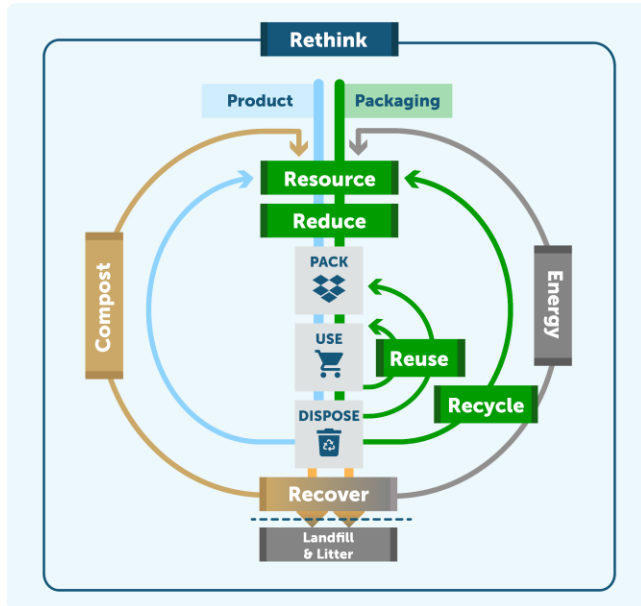 Rethink
Product
Packaging
Resource
Reduce
PACK
Compost
Energy
USE
Reuse
Recycle
DISPOSE
Recover
Landfill
& Litter